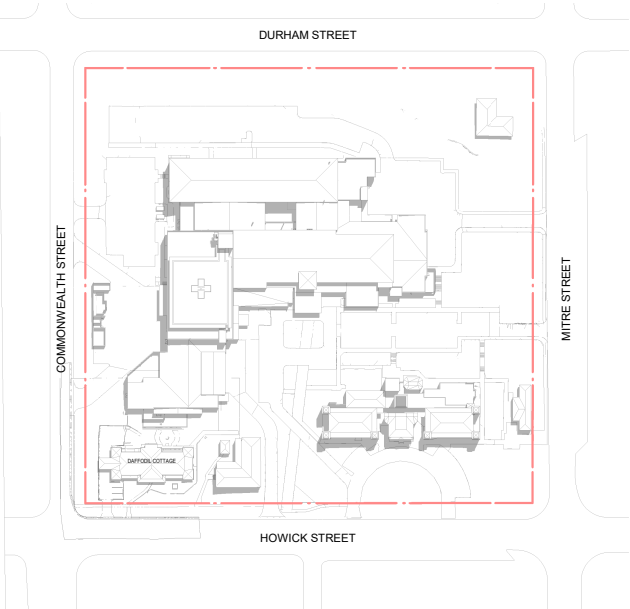 DURHAM STREET
COMMONWEALTH STREET
MITRE STREET
DAFFODIL COTTAGE
HOWICK STREET